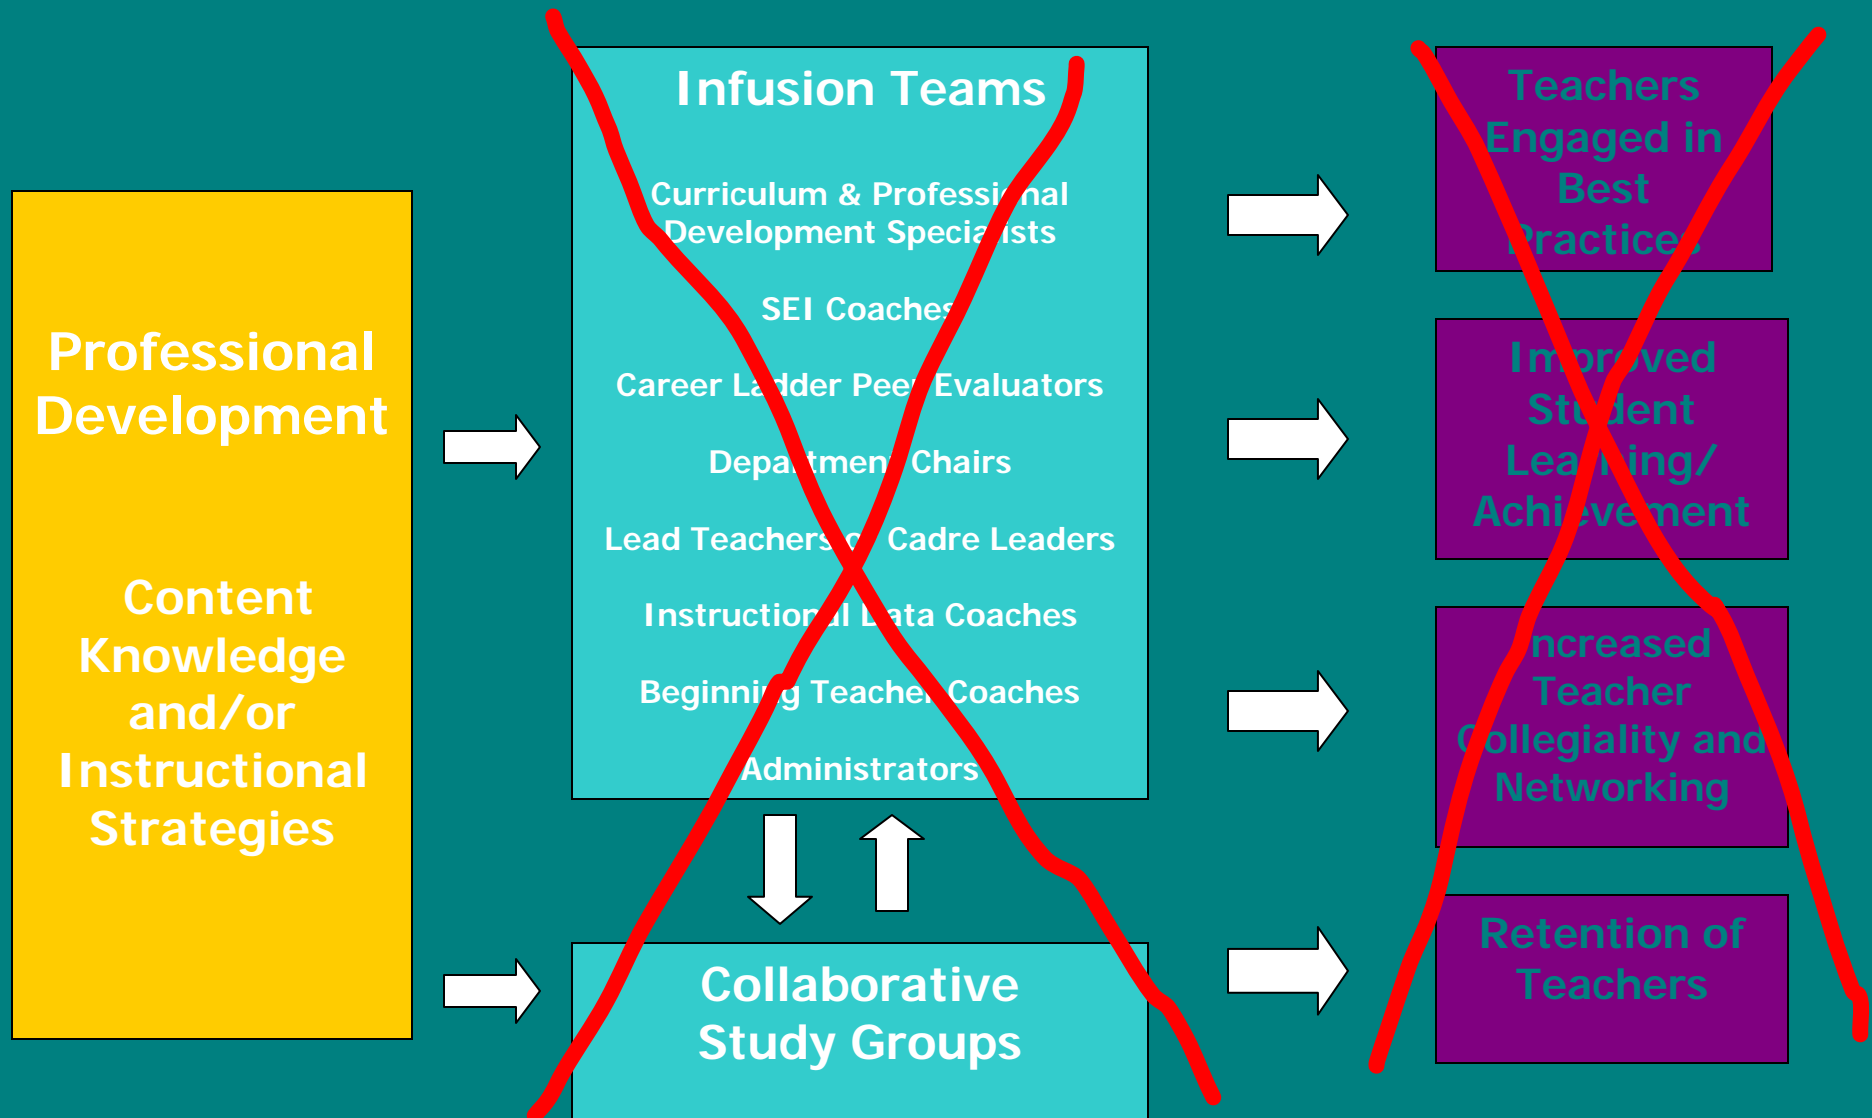 Professional
Development
Content
Knowledge
and/or
Instructional
Strategies
Infusion Teams
Curriculum & Professional
Development Specialists
SEI Coaches
Career Ladder Peer Evaluators
Department Chairs
Lead Teachers or Cadre Leaders
Instructional Data Coaches
Beginning Teacher Coaches
Administrators
Collaborative
Study Groups
Teachers
Engaged in
Best
Practices
Improved
Student
Learning/
Achievement
Increased
Teacher
Collegiality and
Networking
Retention of
Teachers